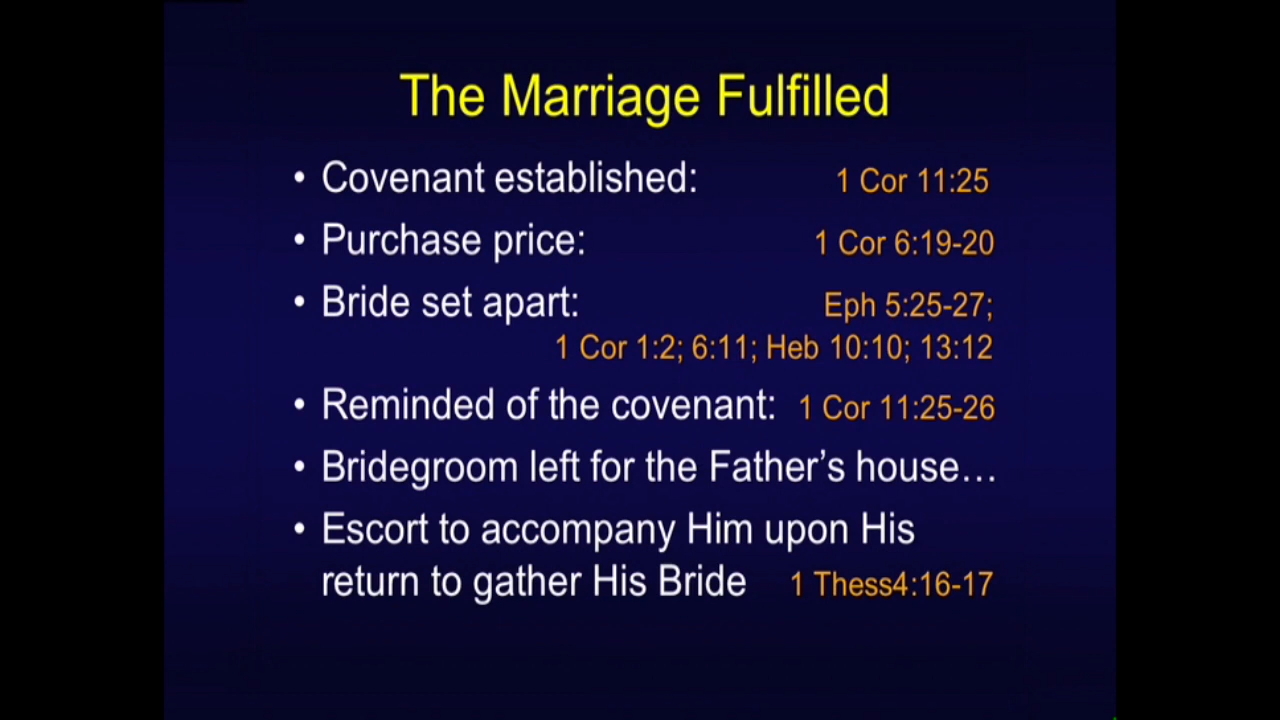 The Marriage Fulfilled
• Covenant established: 1 Cor 11:25
• Purchase price: 1 Cor 6:19-20
• Bride set apart: Eph 5:25-27;
1 Cor 1:2; 6:11; Heb 10:10; 13:12
• Reminded of the covenant: 1 Cor 11:25-26
• Bridegroom left for the Father’s house…
• Escort to accompany Him upon His
return to gather His Bride 1 Thess4:16-17